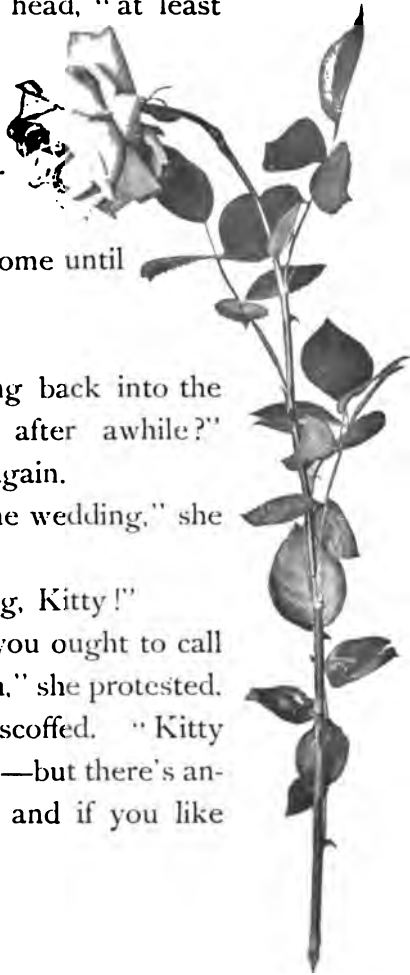 head, "at least
ome until
ng back into the
after awhile?"
gain.
ne wedding," she
g, Kitty!"
you ought to call
n," she protested.
scoffed. "Kitty
—but there's an-
and if you like